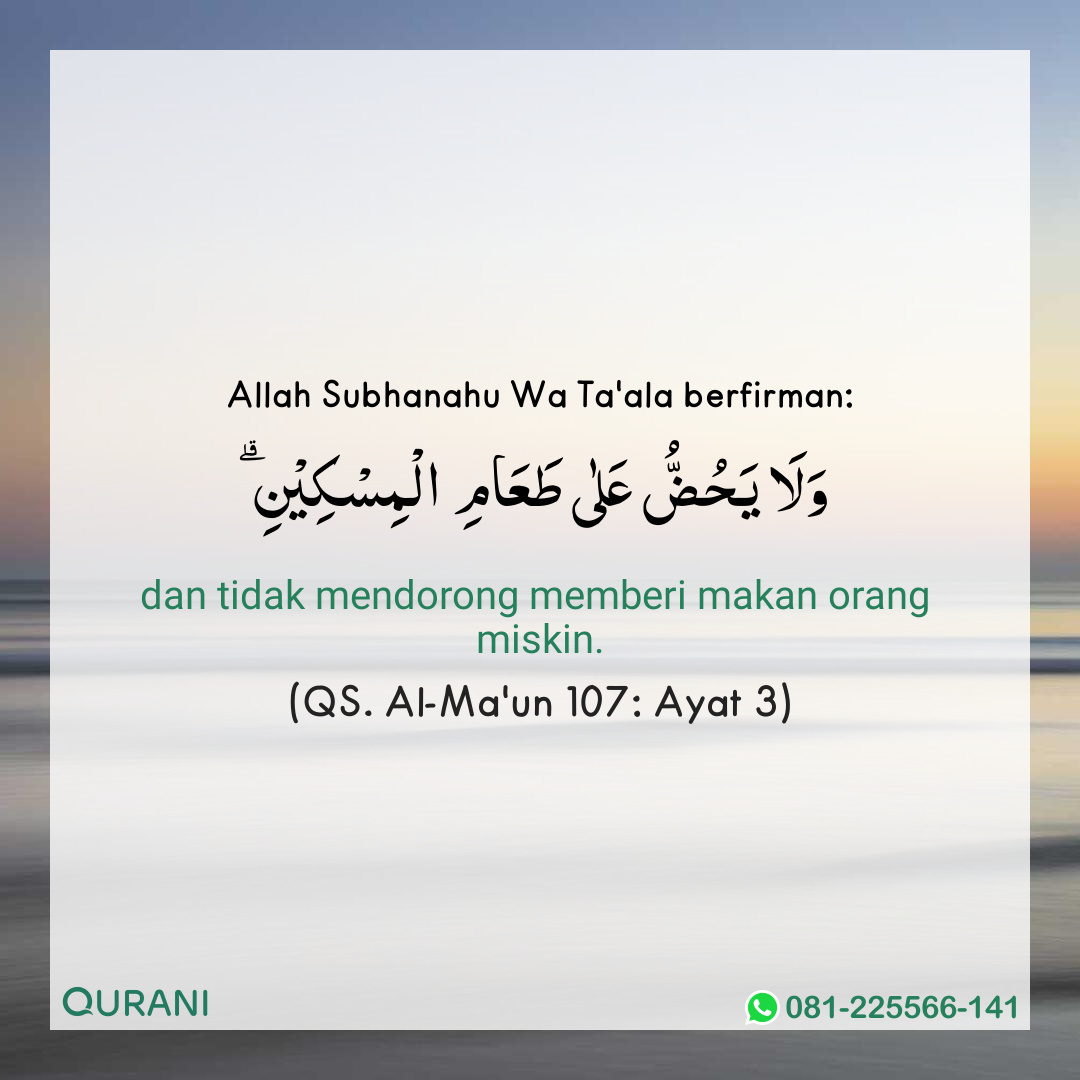 Allah Subhanahu Wa Ta'ala berfirman:
وَلَا يَحُضُّ عَلٰى طَعَامِ الْمِسْكِيْنِۗ
dan tidak mendorong memberi makan orang
miskin.
(QS. Al-Ma'un 107: Ayat 3)
QURANI
081-225566-141